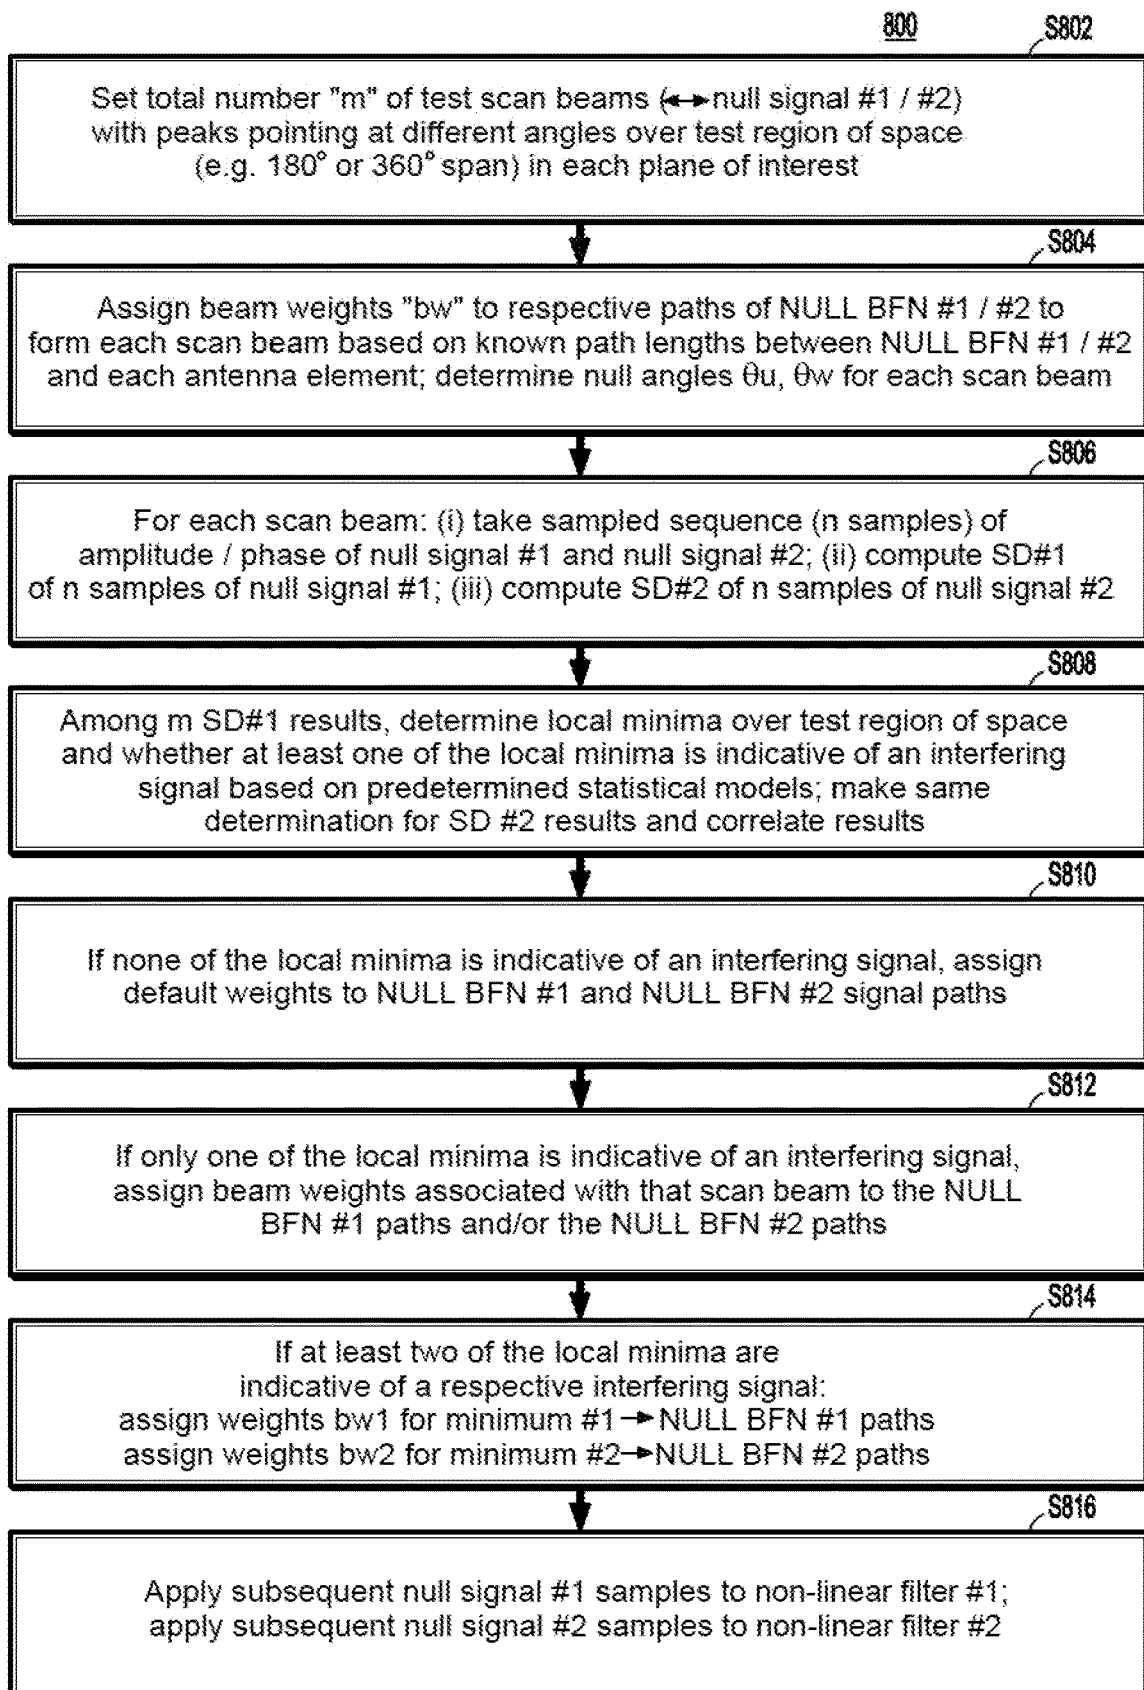 800
S802
Set total number "m" of test scan beams (↔null signal #1 / #2)
with peaks pointing at different angles over test region of space
(e.g. 180° or 360° span) in each plane of interest
S804
Assign beam weights "bw" to respective paths of NULL BFN #1 / #2 to
form each scan beam based on known path lengths between NULL BFN #1 / #2
and each antenna element; determine null angles θu, θw for each scan beam
S806
For each scan beam: (i) take sampled sequence (n samples) of
amplitude / phase of null signal #1 and null signal #2; (ii) compute SD#1
of n samples of null signal #1; (iii) compute SD#2 of n samples of null signal #2
S808
Among m SD#1 results, determine local minima over test region of space
and whether at least one of the local minima is indicative of an interfering
signal based on predetermined statistical models; make same
determination for SD #2 results and correlate results
S810
If none of the local minima is indicative of an interfering signal, assign
default weights to NULL BFN #1 and NULL BFN #2 signal paths
S812
If only one of the local minima is indicative of an interfering signal,
assign beam weights associated with that scan beam to the NULL
BFN #1 paths and/or the NULL BFN #2 paths
S814
If at least two of the local minima are
indicative of a respective interfering signal:
assign weights bw1 for minimum #1→NULL BFN #1 paths
assign weights bw2 for minimum #2→NULL BFN #2 paths
S816
Apply subsequent null signal #1 samples to non-linear filter #1;
apply subsequent null signal #2 samples to non-linear filter #2